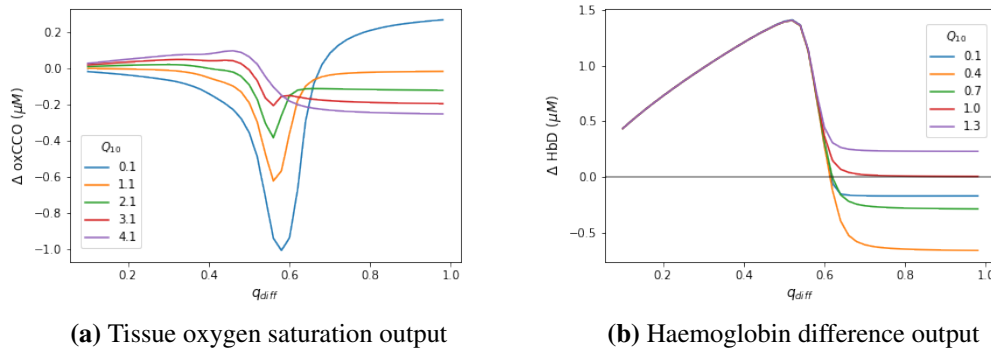 0.2
0.0
−0.2
−0.4
−0.6
−0.8
−1.0
Δ oxCCO (μM)
Q10
0.1
1.1
2.1
3.1
4.1
0.2 0.4 0.6 0.8 1.0
qdiff
(a) Tissue oxygen saturation output
1.5
1.0
0.5
0.0
−0.5
Δ HbD (μM)
Q10
0.1
0.4
0.7
1.0
1.3
0.2 0.4 0.6 0.8 1.0
qdiff
(b) Haemoglobin difference output